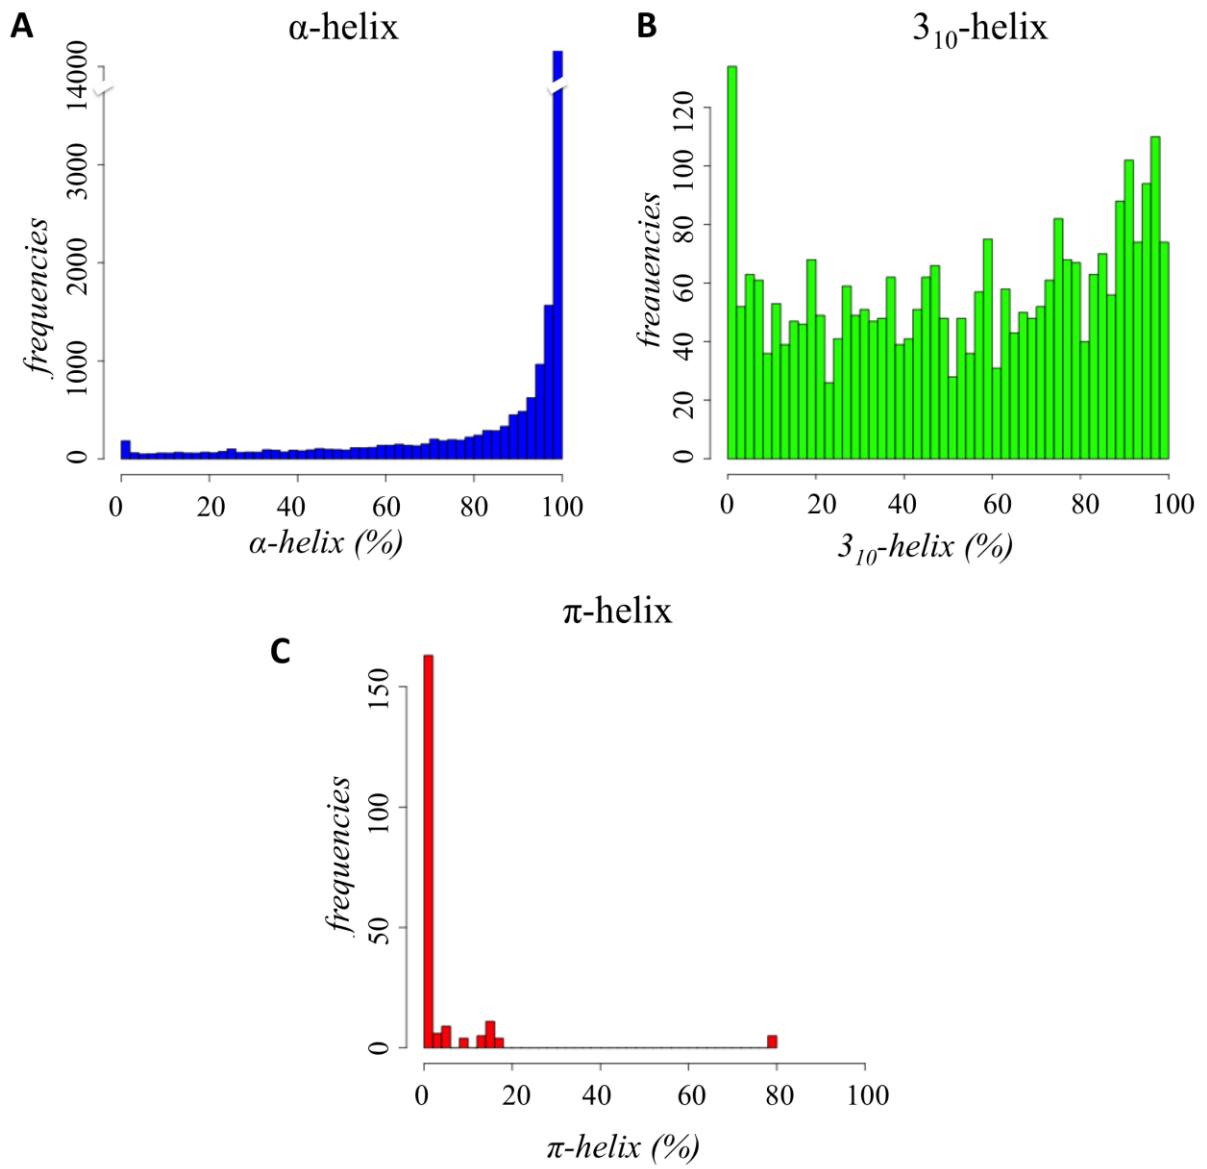 A
α-helix
14000
3000
2000
1000
0
frequencies
0 20 40 60 80 100
α-helix (%)
B
3₁₀-helix
120
100
80
60
40
20
0
freauencies
0 20 40 60 80 100
3₁₀-helix (%)
C
π-helix
150
100
50
0
frequencies
0 20 40 60 80 100
π-helix (%)